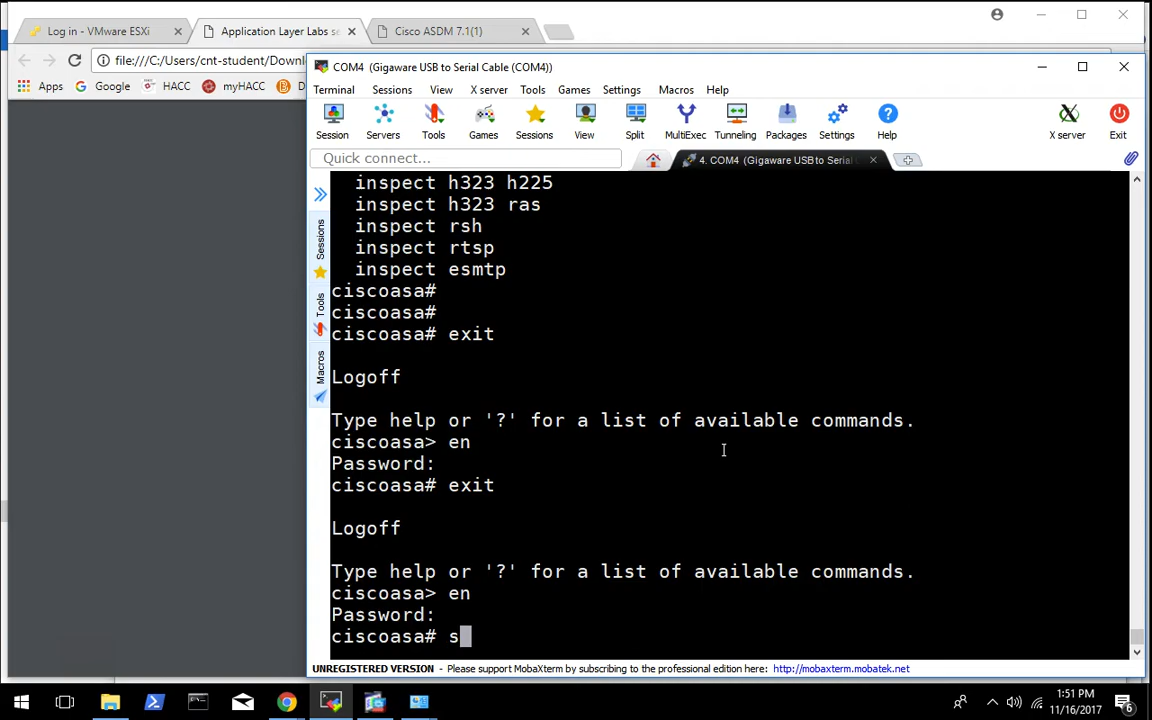 Log in - VMware ESXi
Application Layer Labs se
Cisco ASDM 7.1(1)
file:///C:/Users/cnt-student/Downl
Apps
Google
HACC
myHACC
COM4 (Gigaware USB to Serial Cable (COM4))
Terminal Sessions View X server Tools Games Settings Macros Help
Session Servers Tools Games Sessions View Split MultiExec Tunneling Packages Settings Help X server Exit
Quick connect...
4. COM4 (Gigaware USB to Serial
Sessions
Tools
Macros
inspect h323 h225
inspect h323 ras
inspect rsh
inspect rtsp
inspect esmtp
ciscoasa#
ciscoasa#
ciscoasa# exit
Logoff
Type help or '?' for a list of available commands.
ciscoasa> en
Password:
ciscoasa# exit
Logoff
Type help or '?' for a list of available commands.
ciscoasa> en
Password:
ciscoasa# s
UNREGISTERED VERSION - Please support MobaXterm by subscribing to the professional edition here: http://mobaxterm.mobatek.net
1:51 PM
11/16/2017
6